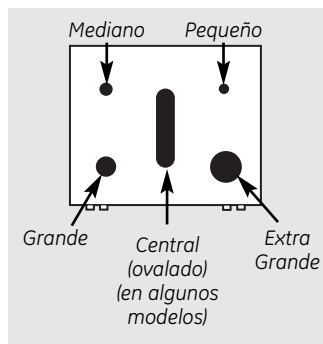 Mediano
Pequeño
Grande
Central
(ovalado)
(en algunos
modelos)
Extra
Grande